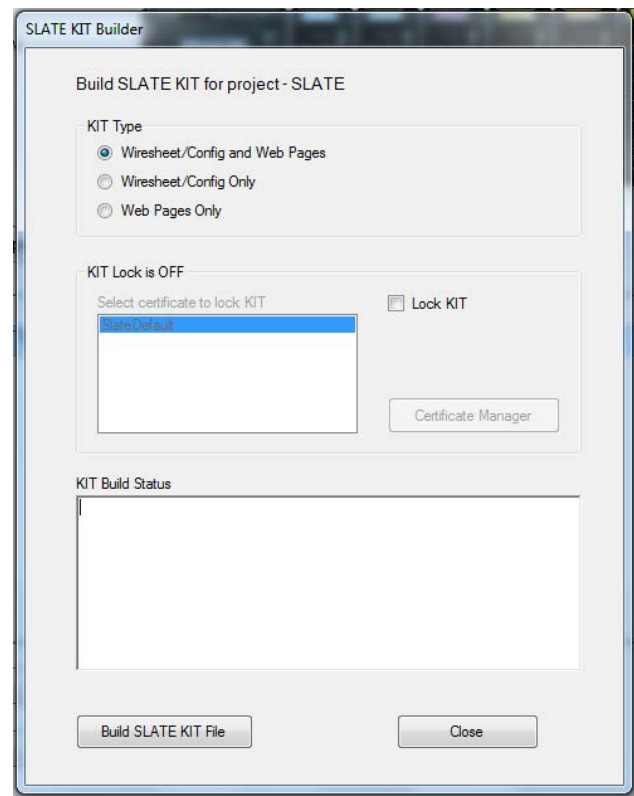 SLATE KIT Builder
Build SLATE KIT for project - SLATE
KIT Type
Wiresheet/Config and Web Pages
Wiresheet/Config Only
Web Pages Only
KIT Lock is OFF
Select certificate to lock KIT
Lock KIT
SlateDefault
Certificate Manager
KIT Build Status
Build SLATE KIT File
Close